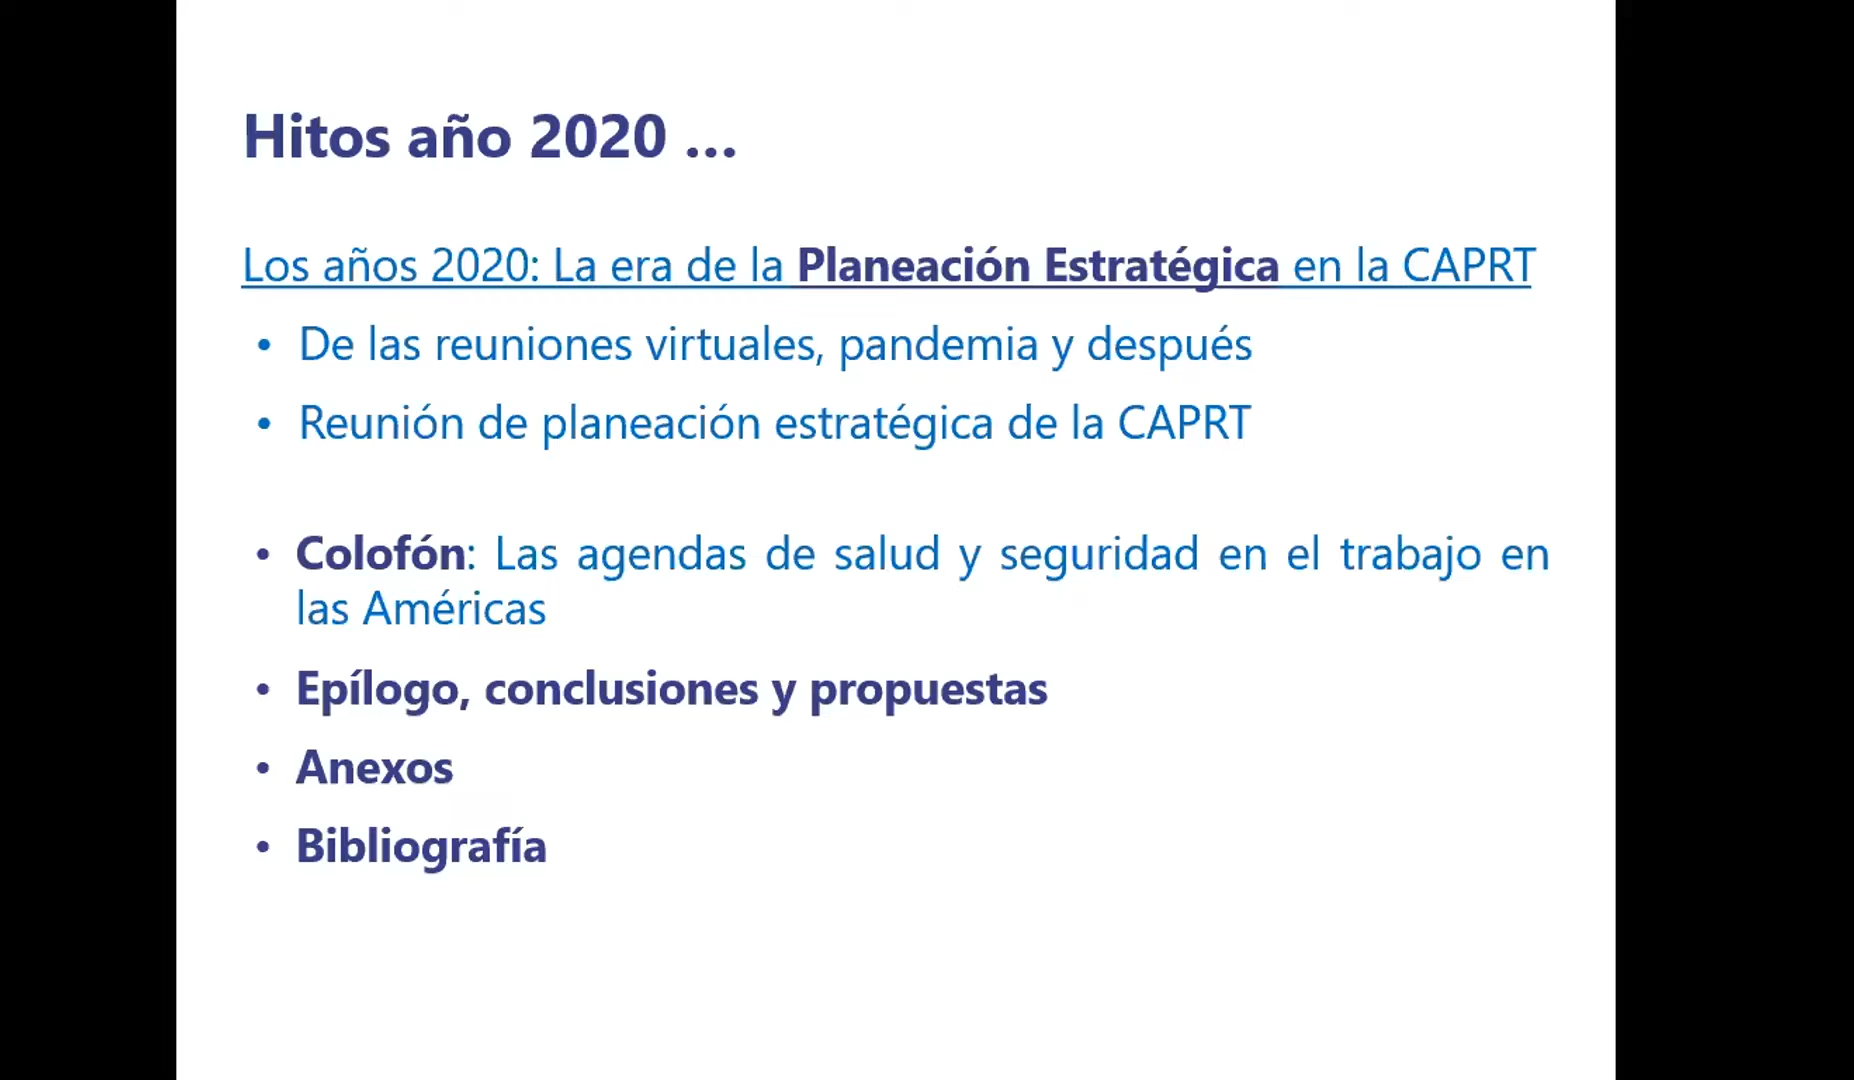 Hitos año 2020 ...
Los años 2020: La era de la Planeación Estratégica en la CAPRT
• De las reuniones virtuales, pandemia y después
• Reunión de planeación estratégica de la CAPRT
• Colofón: Las agendas de salud y seguridad en el trabajo en
las Américas
• Epílogo, conclusiones y propuestas
• Anexos
• Bibliografía